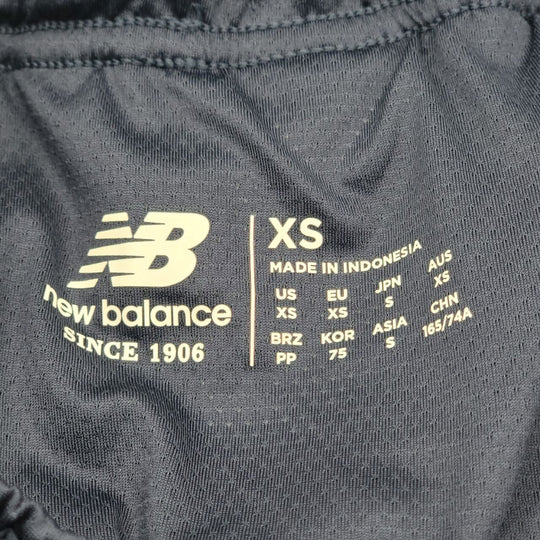 NB
new balance
SINCE 1906
XS
MADE IN INDONESIA
US EU JPN AUS
XS XS S XS
BRZ KOR ASIA CHN
PP 75 S 165/74A